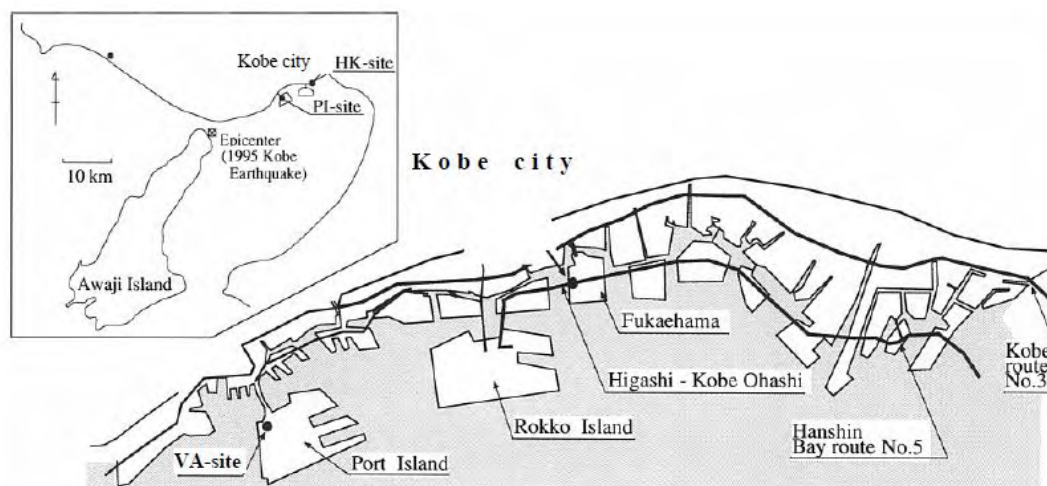 Kobe city
HK-site
PI-site
Epicenter
(1995 Kobe
Earthquake)
10 km
Awaji Island
Kobe city
Fukaehama
Higashi - Kobe Ohashi
Kobe
route
No.3
Rokko Island
Hanshin
Bay route No.5
VA-site
Port Island